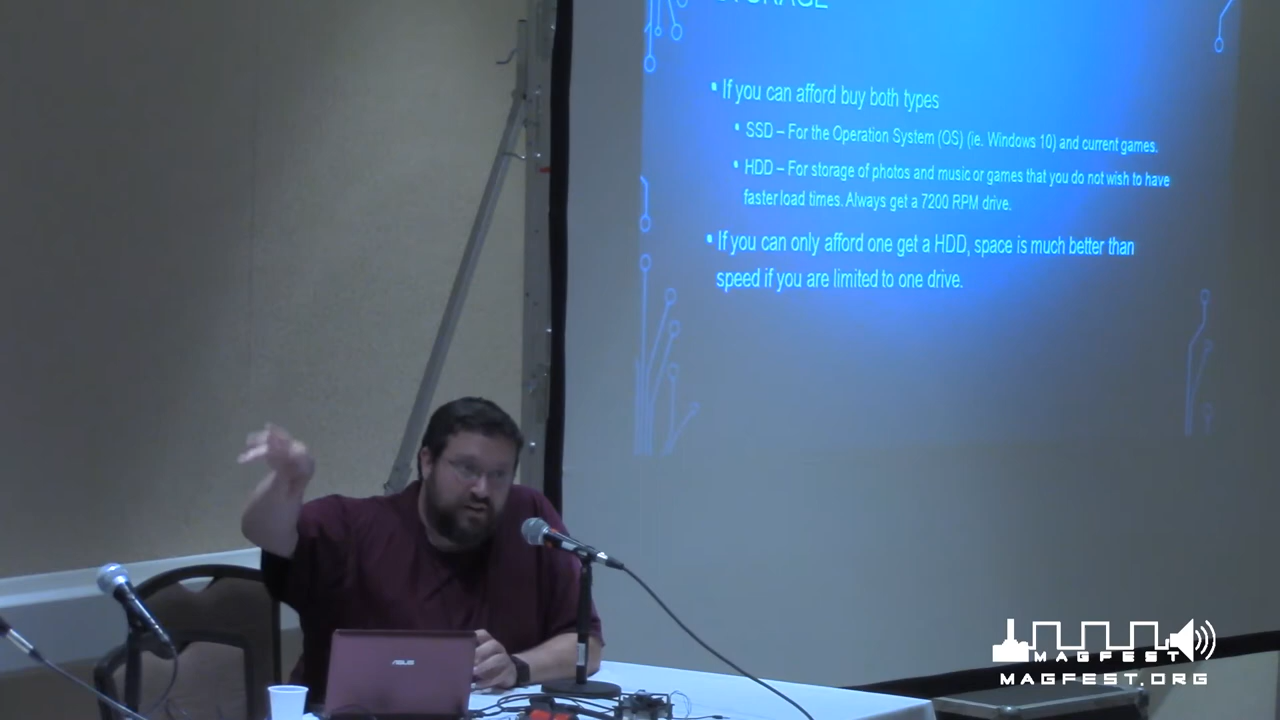 STORAGE
• If you can afford buy both types
• SSD – For the Operation System (OS) (ie. Windows 10) and current games.
• HDD – For storage of photos and music or games that you do not wish to have
faster load times. Always get a 7200 RPM drive.
• If you can only afford one get a HDD, space is much better than
speed if you are limited to one drive.
ASUS
MAGFEST
MAGFEST.ORG